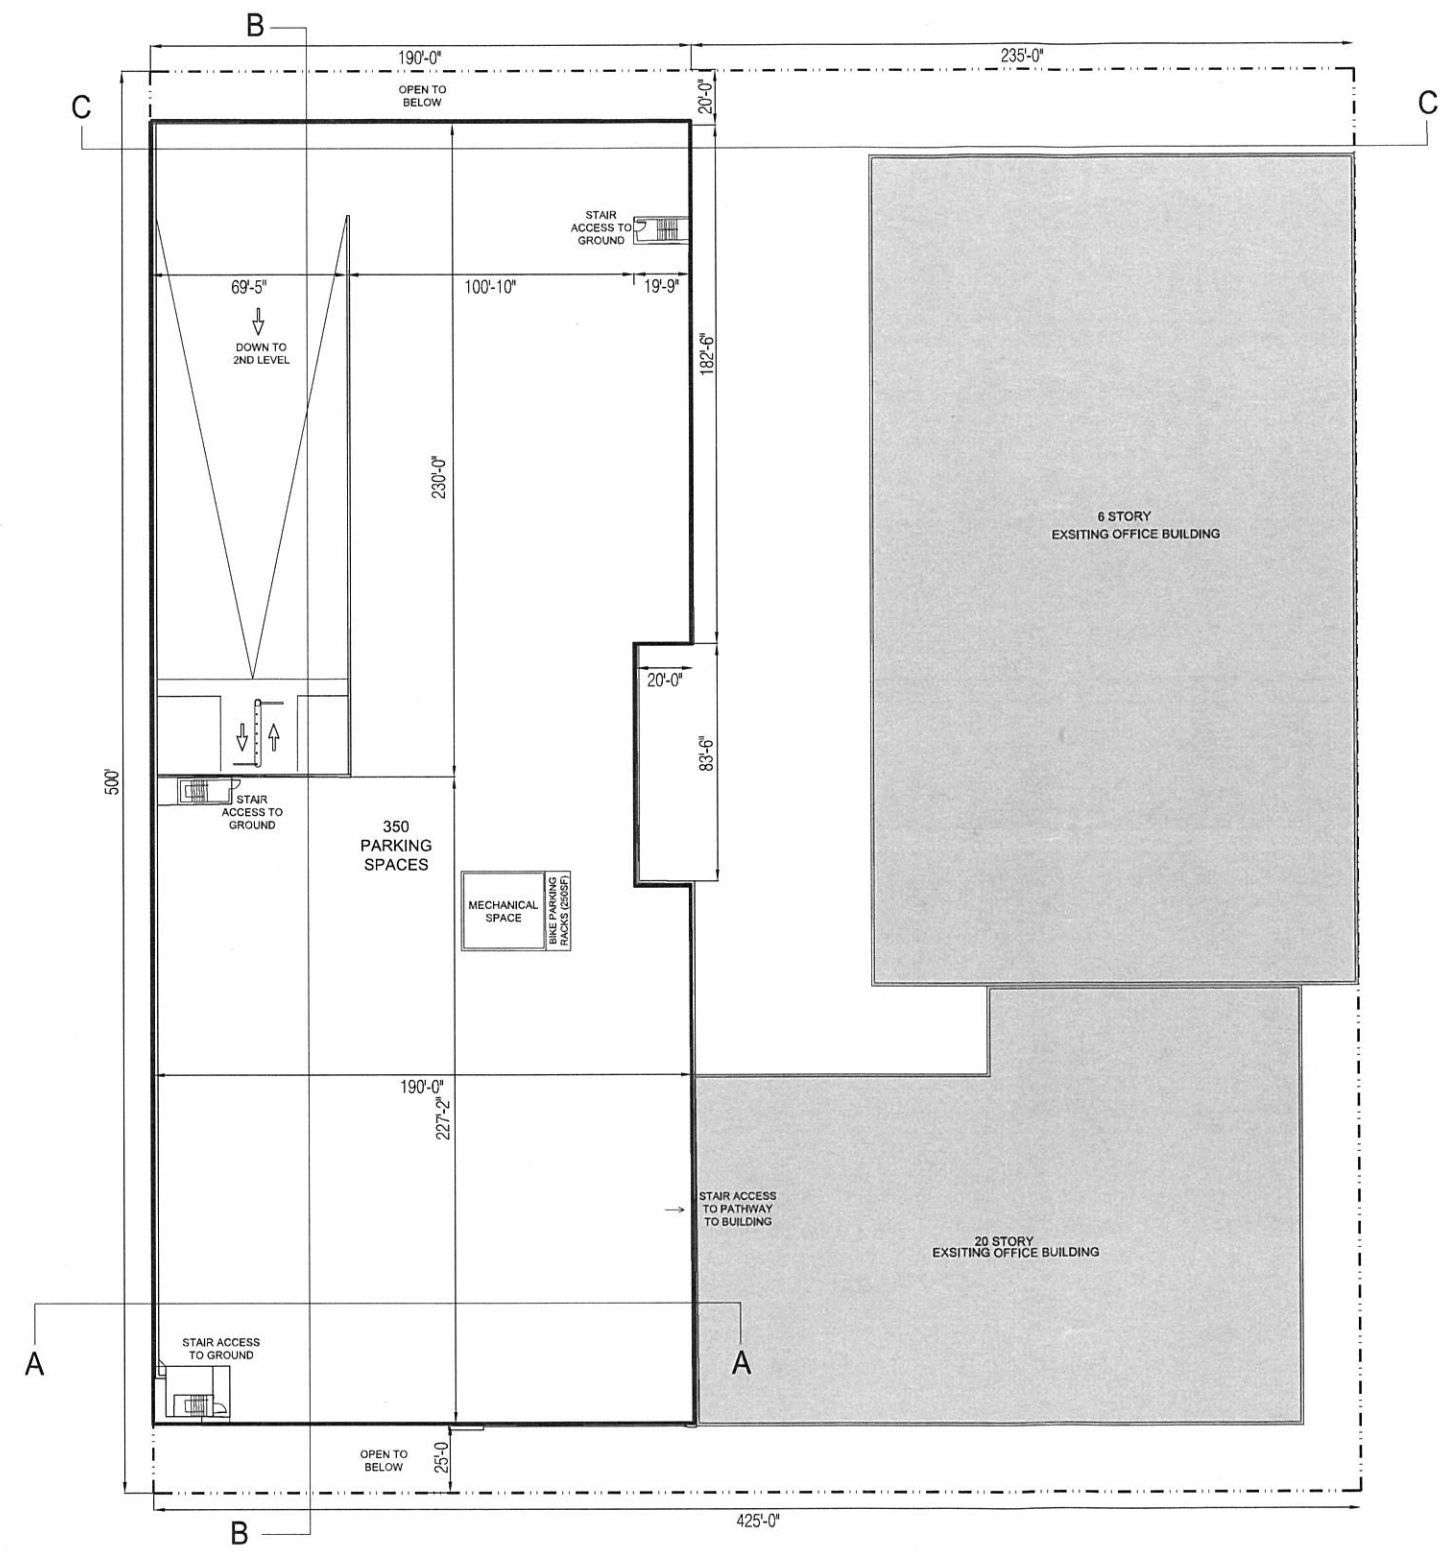 B
190'-0"
235'-0"
OPEN TO
BELOW
20'-0"
C
C
STAIR
ACCESS TO
GROUND
69'-5"
100'-10"
19'-9"
DOWN TO
2ND LEVEL
182'-6"
230'-0"
6 STORY
EXSITING OFFICE BUILDING
20'-0"
83'-6"
500'
STAIR
ACCESS TO
GROUND
350
PARKING
SPACES
MECHANICAL
SPACE
BIKE PARKING
RACKS (250SF)
190'-0"
227'-2"
STAIR ACCESS
TO PATHWAY
TO BUILDING
20 STORY
EXSITING OFFICE BUILDING
A
A
STAIR ACCESS
TO GROUND
OPEN TO
BELOW
25'-0
425'-0"
B